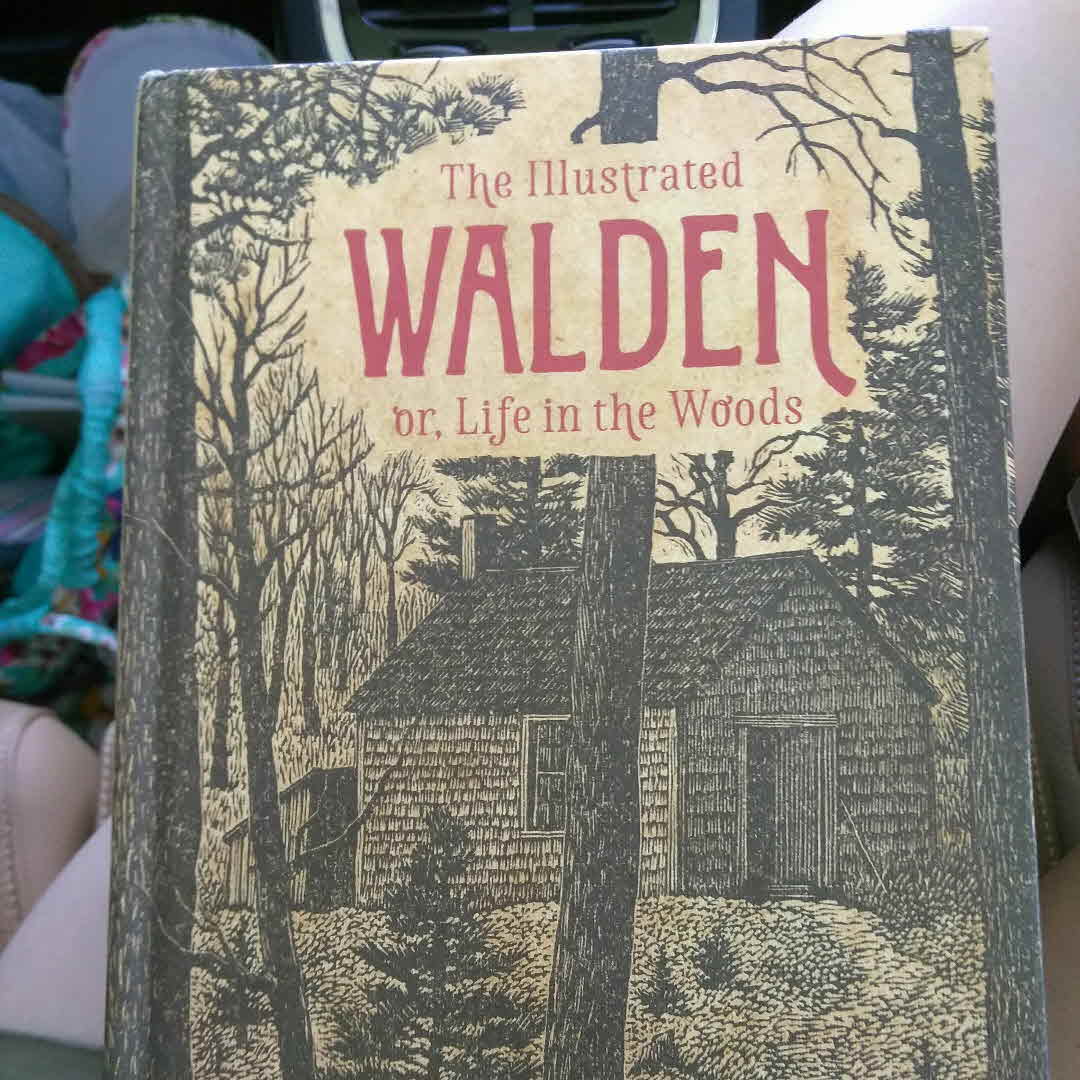 The Illustrated
WALDEN
or, Life in the Woods